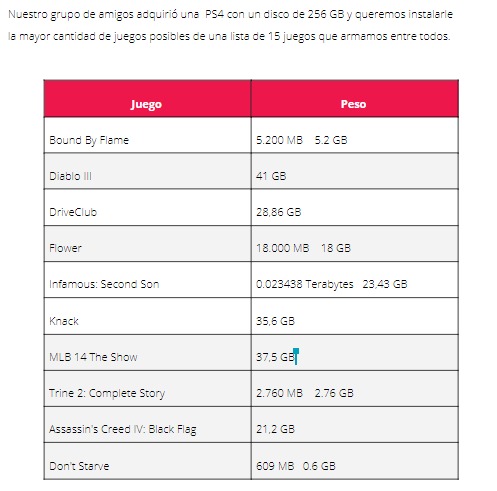 Nuestro grupo de amigos adquirió una PS4 con un disco de 256 GB y queremos instalarle
la mayor cantidad de juegos posibles de una lista de 15 juegos que armamos entre todos.
Juego Peso
Bound By Flame 5.200 MB 5.2 GB
Diablo III 41 GB
DriveClub 28,86 GB
Flower 18.000 MB 18 GB
Infamous: Second Son 0.023438 Terabytes 23,43 GB
Knack 35,6 GB
MLB 14 The Show 37,5 GB
Trine 2: Complete Story 2.760 MB 2.76 GB
Assassin's Creed IV: Black Flag 21,2 GB
Don't Starve 609 MB 0.6 GB